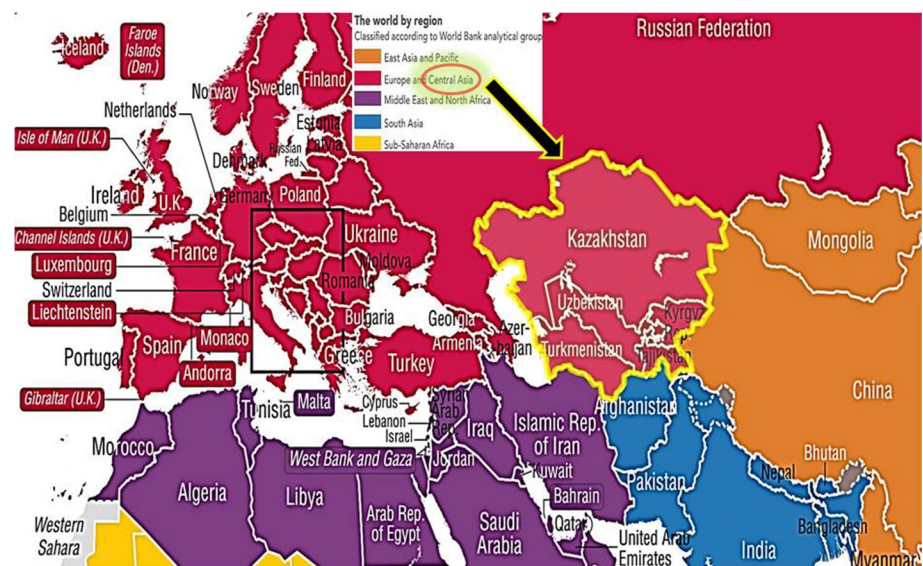 The world by region
Classified according to World Bank analytical group
East Asia and Pacific
Europe and Central Asia
Middle East and North Africa
South Asia
Sub-Saharan Africa
Russian Federation
Iceland
Faroe
Islands
(Den.)
Norway
Sweden
Finland
Netherlands
Estonia
Latvia
Russian
Fed.
Isle of Man (U.K.)
Denmark
Ireland
U.K.
Germany
Poland
Belgium
Channel Islands (U.K.)
France
Ukraine
Kazakhstan
Mongolia
Luxembourg
Moldova
Switzerland
Romania
Uzbekistan
Liechtenstein
Bulgaria
Georgia
Kyrgyz
Rep.
Portugal
Spain
Monaco
Greece
Turkey
Armenia
Azer-
baijan
Turkmenistan
Tajikistan
Andorra
China
Gibraltar (U.K.)
Tunisia
Malta
Cyprus
Lebanon
Israel
Syrian
Arab
Rep.
Iraq
Islamic Rep.
of Iran
Afghanistan
Morocco
West Bank and Gaza
Jordan
Kuwait
Pakistan
Nepal
Bhutan
Algeria
Libya
Arab Rep.
of Egypt
Saudi
Arabia
Bahrain
Qatar
United Arab
Emirates
Bangladesh
India
Myanmar
Western
Sahara